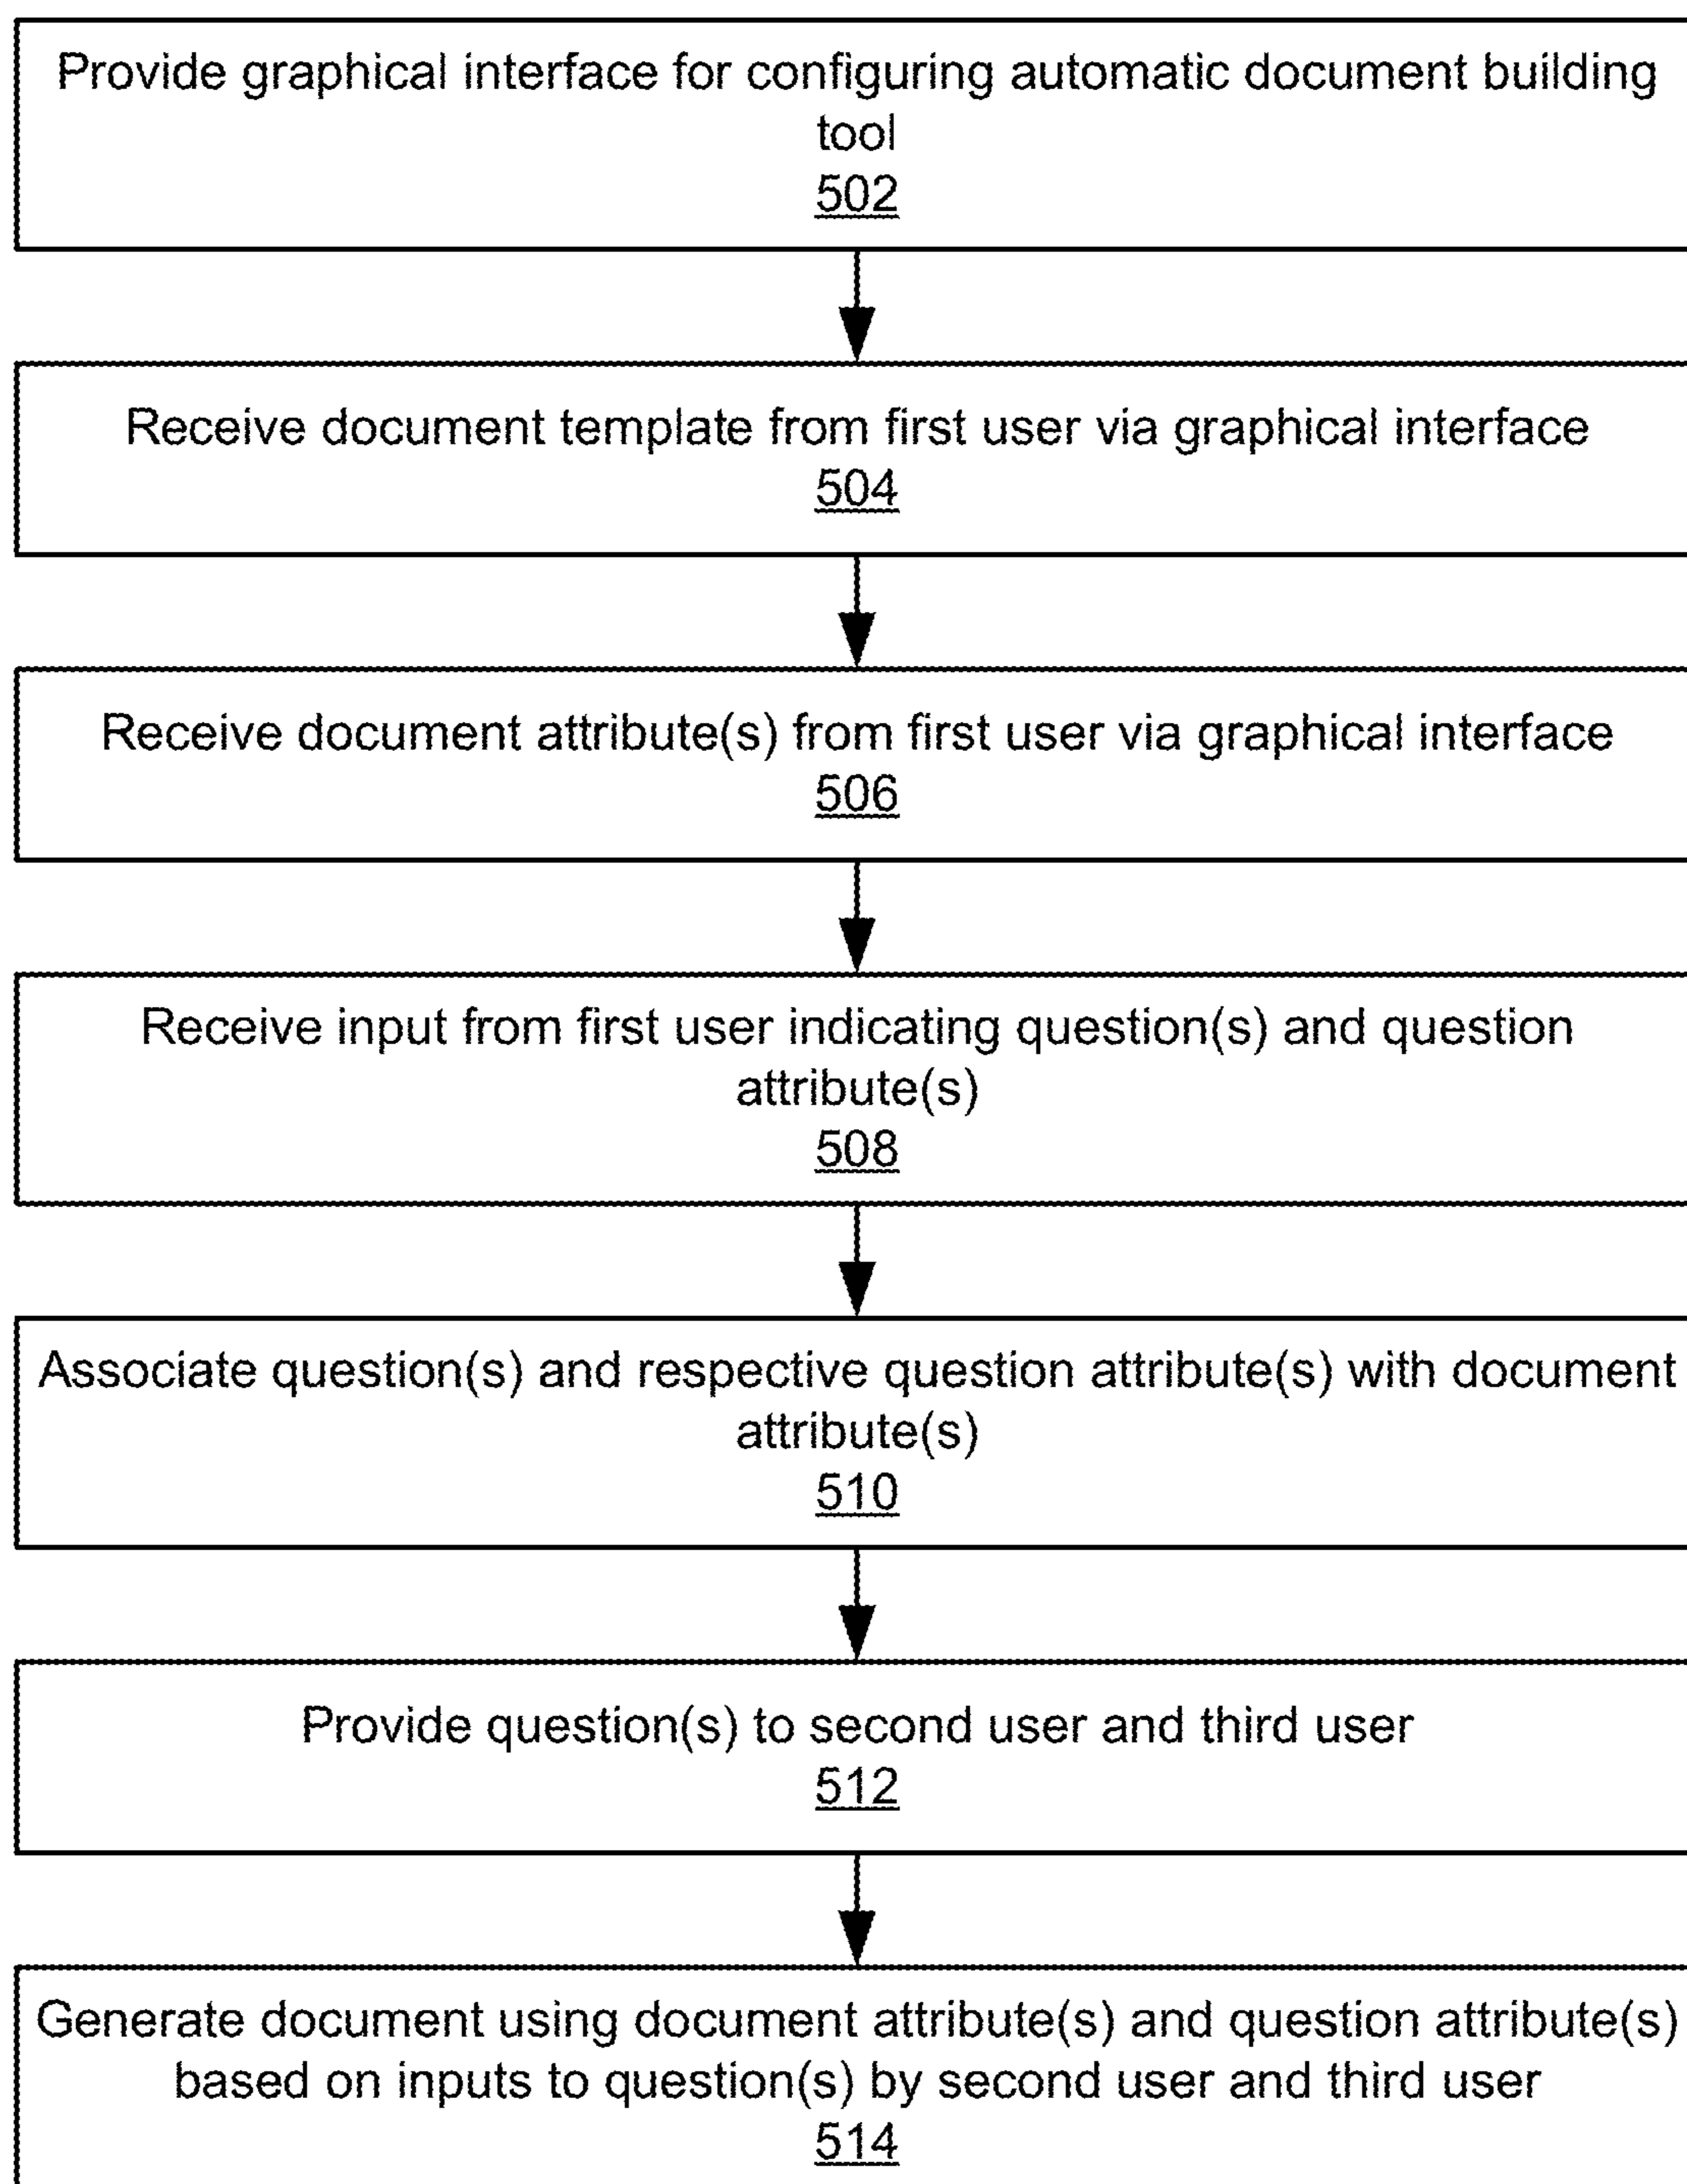 Provide graphical interface for configuring automatic document building
tool
502
Receive document template from first user via graphical interface
504
Receive document attribute(s) from first user via graphical interface
506
Receive input from first user indicating question(s) and question
attribute(s)
508
Associate question(s) and respective question attribute(s) with document
attribute(s)
510
Provide question(s) to second user and third user
512
Generate document using document attribute(s) and question attribute(s)
based on inputs to question(s) by second user and third user
514